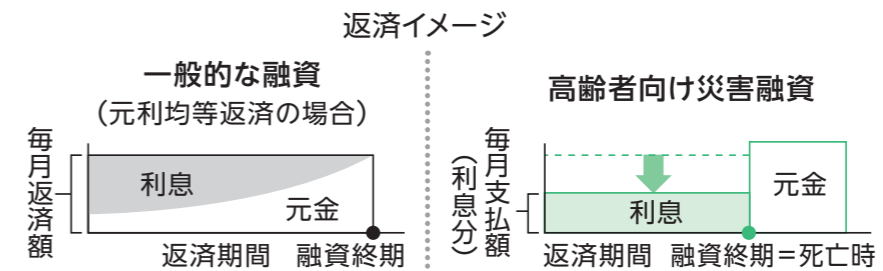 返済イメージ
一般的な融資
（元利均等返済の場合）
毎月返済額
利息
元金
返済期間
融資終期
高齢者向け災害融資
毎月支払額
（利息分）
利息
元金
返済期間
融資終期＝死亡時